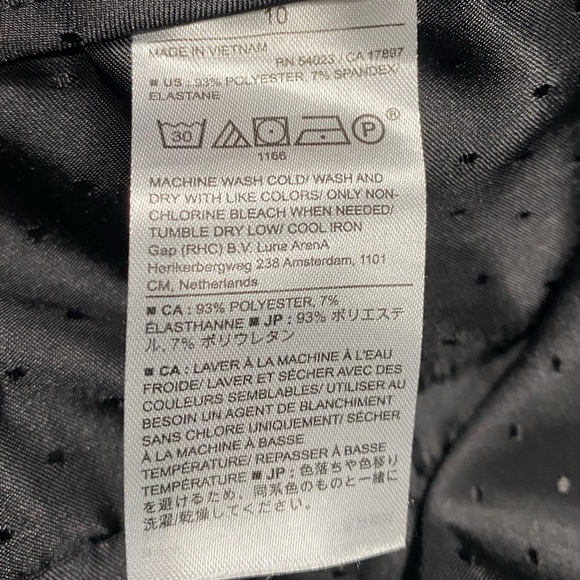 10
MADE IN VIETNAM
RN 54023 / CA 17897
US : 93% POLYESTER, 7% SPANDEX/
ELASTANE
30 P ®
1166
MACHINE WASH COLD/ WASH AND
DRY WITH LIKE COLORS/ ONLY NON-
CHLORINE BLEACH WHEN NEEDED/
TUMBLE DRY LOW/ COOL IRON
Gap (RHC) B.V. Luna ArenA
Herikerbergweg 238 Amsterdam, 1101
CM, Netherlands
CA : 93% POLYESTER, 7%
ÉLASTHANNE JP : 93% ポリエステ
ル, 7% ポリウレタン
CA : LAVER À LA MACHINE À L'EAU
FROIDE/ LAVER ET SÉCHER AVEC DES
COULEURS SEMBLABLES/ UTILISER AU
BESOIN UN AGENT DE BLANCHIMENT
SANS CHLORE UNIQUEMENT/ SÉCHER
À LA MACHINE À BASSE
TEMPÉRATURE/ REPASSER À BASSE
TEMPÉRATURE JP : 色落ちや色移り
を避けるため、同系色のものと一緒に
洗濯/乾燥してください。